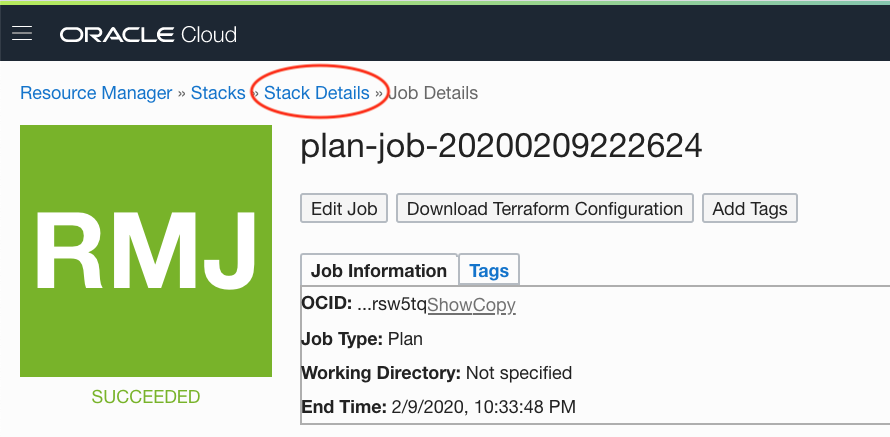 ORACLE Cloud
Resource Manager » Stacks » Stack Details » Job Details
RMJ
SUCCEEDED
plan-job-20200209222624
Edit Job Download Terraform Configuration Add Tags
Job Information Tags
OCID: ...rsw5tqShowCopy
Job Type: Plan
Working Directory: Not specified
End Time: 2/9/2020, 10:33:48 PM